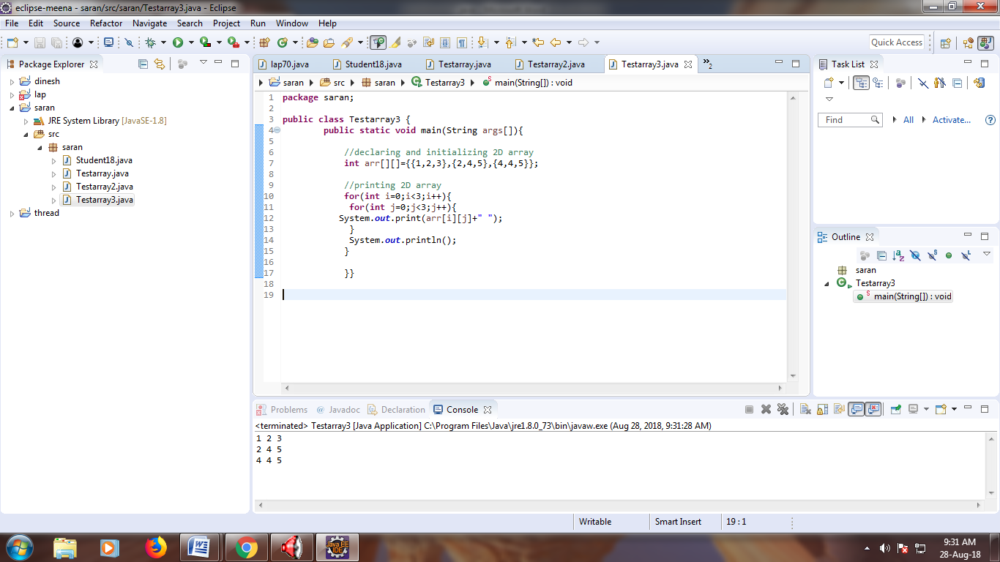 eclipse-meena - saran/src/saran/Testarray3.java - Eclipse
File Edit Source Refactor Navigate Search Project Run Window Help
Quick Access
Package Explorer
dinesh
lap
saran
JRE System Library [JavaSE-1.8]
src
saran
Student18.java
Testarray.java
Testarray2.java
Testarray3.java
thread
lap70.java Student18.java Testarray.java Testarray2.java Testarray3.java »2
saran src saran Testarray3 main(String[]) : void
1 package saran;
2
3 public class Testarray3 {
4 public static void main(String args[]){
5
6 //declaring and initializing 2D array
7 int arr[][]={{1,2,3},{2,4,5},{4,4,5}};
8
9 //printing 2D array
10 for(int i=0;i<3;i++){
11 for(int j=0;j<3;j++){
12 System.out.print(arr[i][j]+" ");
13 }
14 System.out.println();
15 }
16
17 }}
18
19
Task List
Find All Activate...
Outline
saran
Testarray3
main(String[]) : void
Problems @ Javadoc Declaration Console
<terminated> Testarray3 [Java Application] C:\Program Files\Java\jre1.8.0_73\bin\javaw.exe (Aug 28, 2018, 9:31:28 AM)
1 2 3
2 4 5
4 4 5
Writable Smart Insert 19 : 1
Java EE
IDE
9:31 AM
28-Aug-18